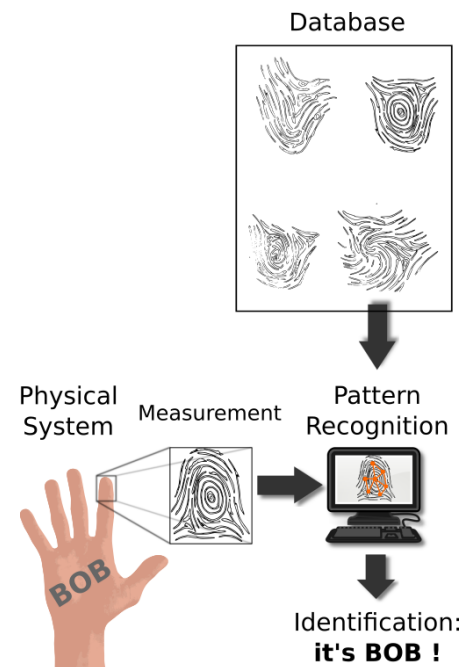 Database
Physical
System
Measurement
Pattern
Recognition
BOB
Identification:
it's BOB !